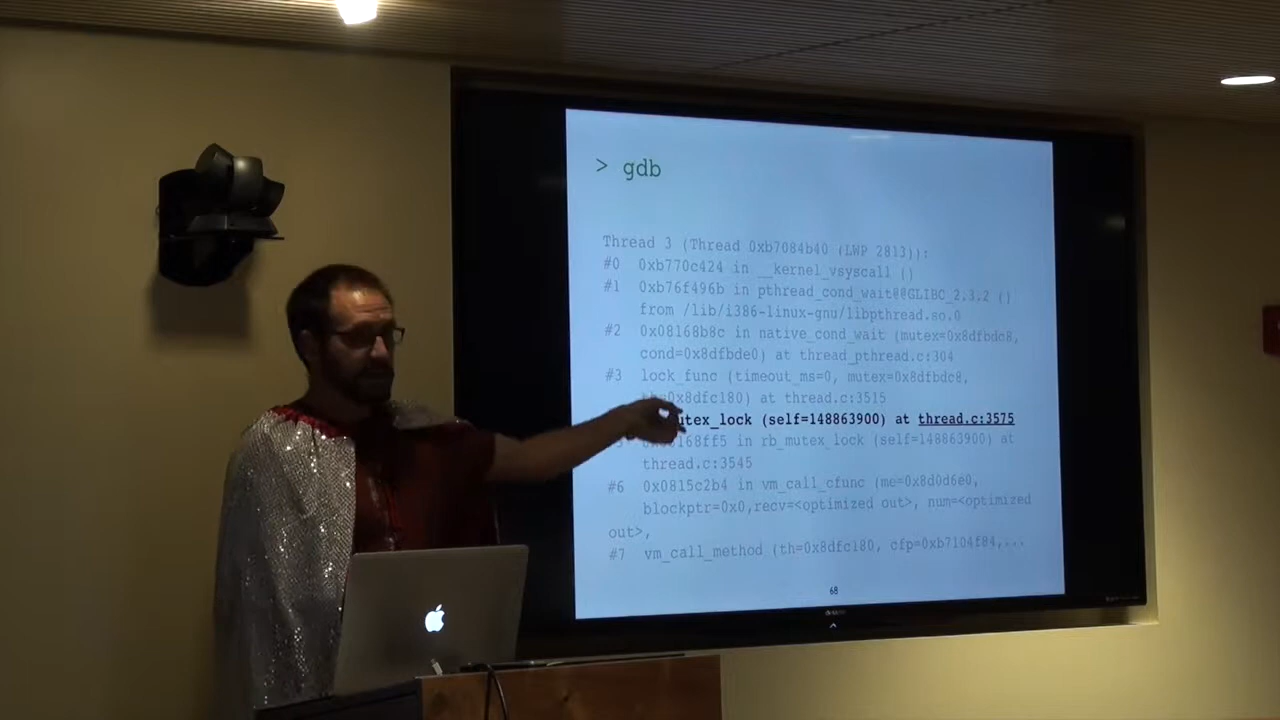 > gdb
Thread 3 (Thread 0xb7084b40 (LWP 2813)):
#0 0xb770c424 in __kernel_vsyscall ()
#1 0xb76f496b in pthread_cond_wait@@GLIBC_2.3.2 ()
from /lib/i386-linux-gnu/libpthread.so.0
#2 0x08168b8c in native_cond_wait (mutex=0x8dfbdc8,
cond=0x8dfbde0) at thread_pthread.c:304
#3 lock_func (timeout_ms=0, mutex=0x8dfbdc8,
th=0x8dfc180) at thread.c:3515
utex_lock (self=148863900) at thread.c:3575
168ff5 in rb_mutex_lock (self=148863900) at
thread.c:3545
#6 0x0815c2b4 in vm_call_cfunc (me=0x8d0d6e0,
blockptr=0x0,recv=<optimized out>, num=<optimized
out>,
#7 vm_call_method (th=0x8dfc180, cfp=0xb7104f84,...
68